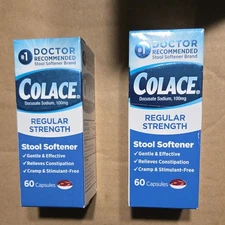 #1 DOCTOR
RECOMMENDED
Stool Softener Brand
COLACE®
Docusate Sodium, 100mg
REGULAR
STRENGTH
Stool Softener
✓ Gentle & Effective
✓ Relieves Constipation
✓ Cramp & Stimulant-Free
60 Capsules
#1 DOCTOR
RECOMMENDED
Stool Softener Brand
COLACE®
Docusate Sodium, 100mg
REGULAR
STRENGTH
Stool Softener
✓ Gentle & Effective
✓ Relieves Constipation
✓ Cramp & Stimulant-Free
60 Capsules